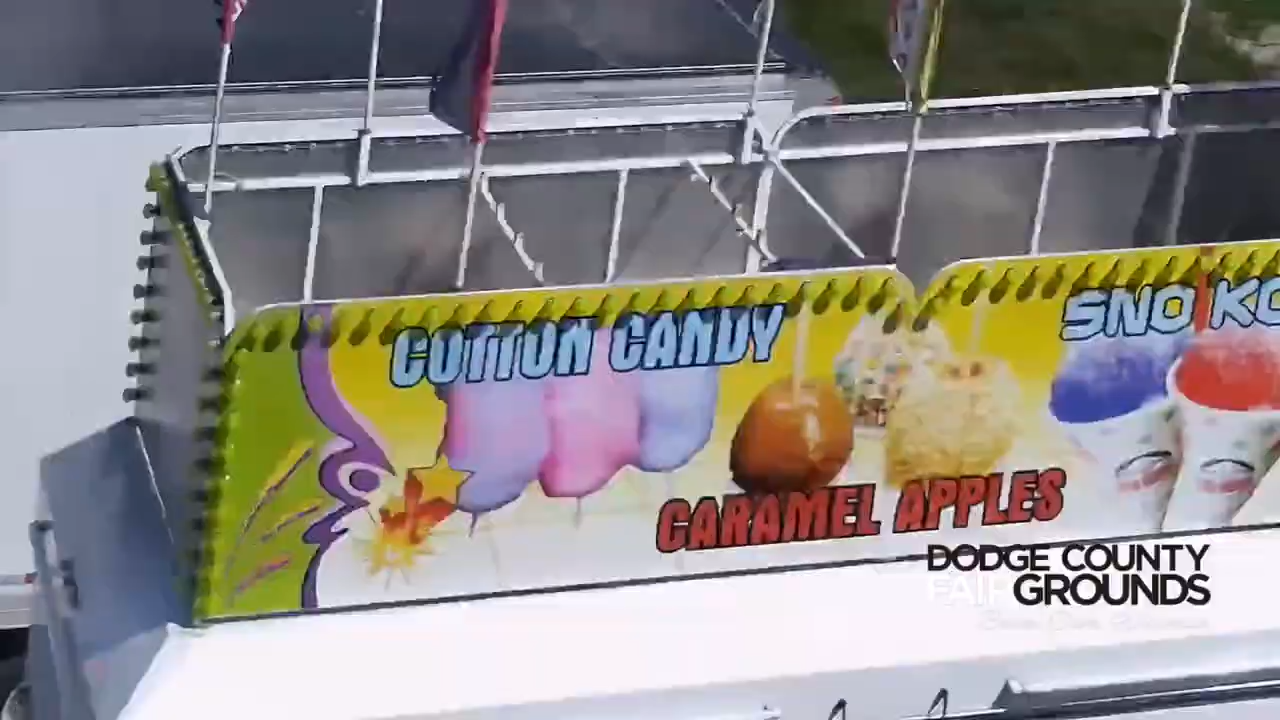 COTTON CANDY
SNO KO
CARAMEL APPLES
DODGE COUNTY
FAIRGROUNDS